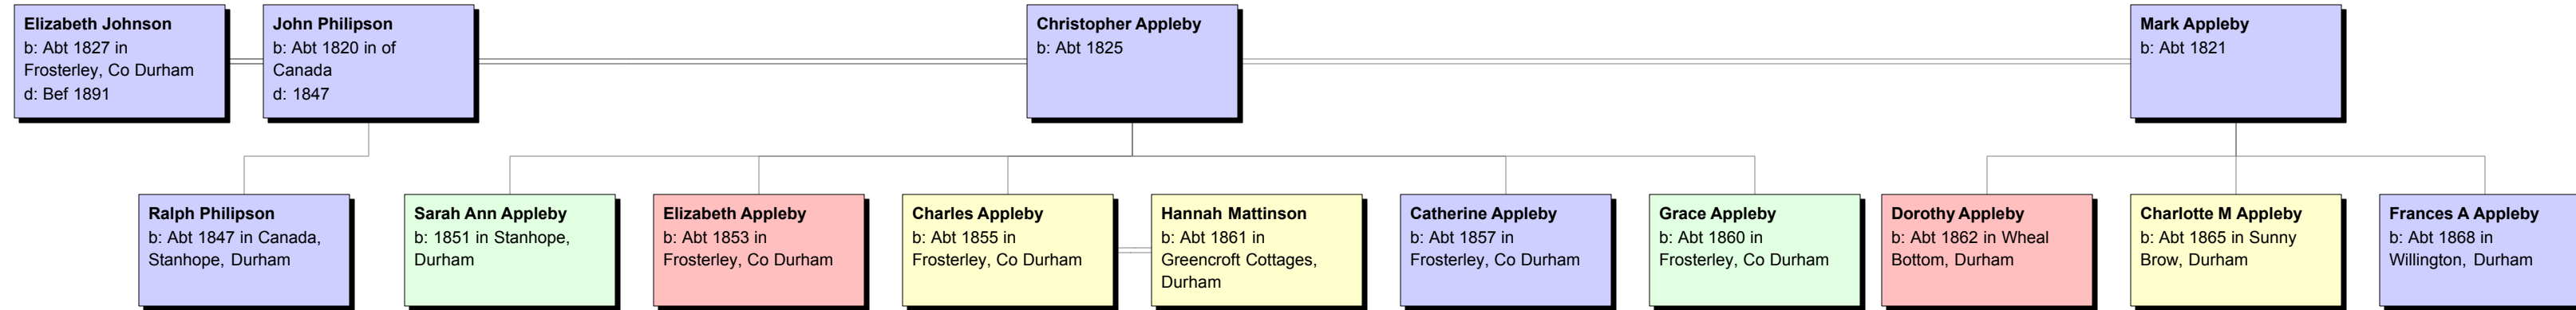 Elizabeth Johnson
b: Abt 1827 in
Frosterley, Co Durham
d: Bef 1891
John Philipson
b: Abt 1820 in of
Canada
d: 1847
Christopher Appleby
b: Abt 1825
Mark Appleby
b: Abt 1821
Ralph Philipson
b: Abt 1847 in Canada,
Stanhope, Durham
Sarah Ann Appleby
b: 1851 in Stanhope,
Durham
Elizabeth Appleby
b: Abt 1853 in
Frosterley, Co Durham
Charles Appleby
b: Abt 1855 in
Frosterley, Co Durham
Hannah Mattinson
b: Abt 1861 in
Greencroft Cottages,
Durham
Catherine Appleby
b: Abt 1857 in
Frosterley, Co Durham
Grace Appleby
b: Abt 1860 in
Frosterley, Co Durham
Dorothy Appleby
b: Abt 1862 in Wheal
Bottom, Durham
Charlotte M Appleby
b: Abt 1865 in Sunny
Brow, Durham
Frances A Appleby
b: Abt 1868 in
Willington, Durham